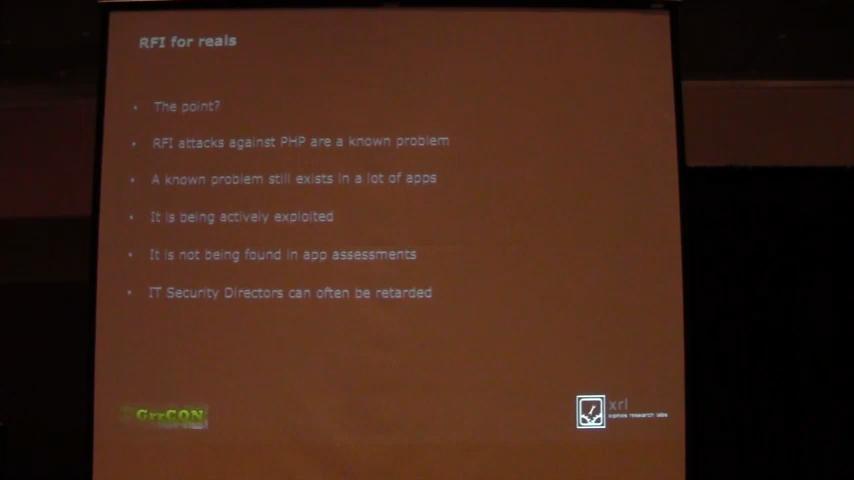 RFI for reals
• The point?
• RFI attacks against PHP are a known problem
• A known problem still exists in a lot of apps
• It is being actively exploited
• It is not being found in app assessments
• IT Security Directors can often be retarded
GrrCON
xrl
research labs